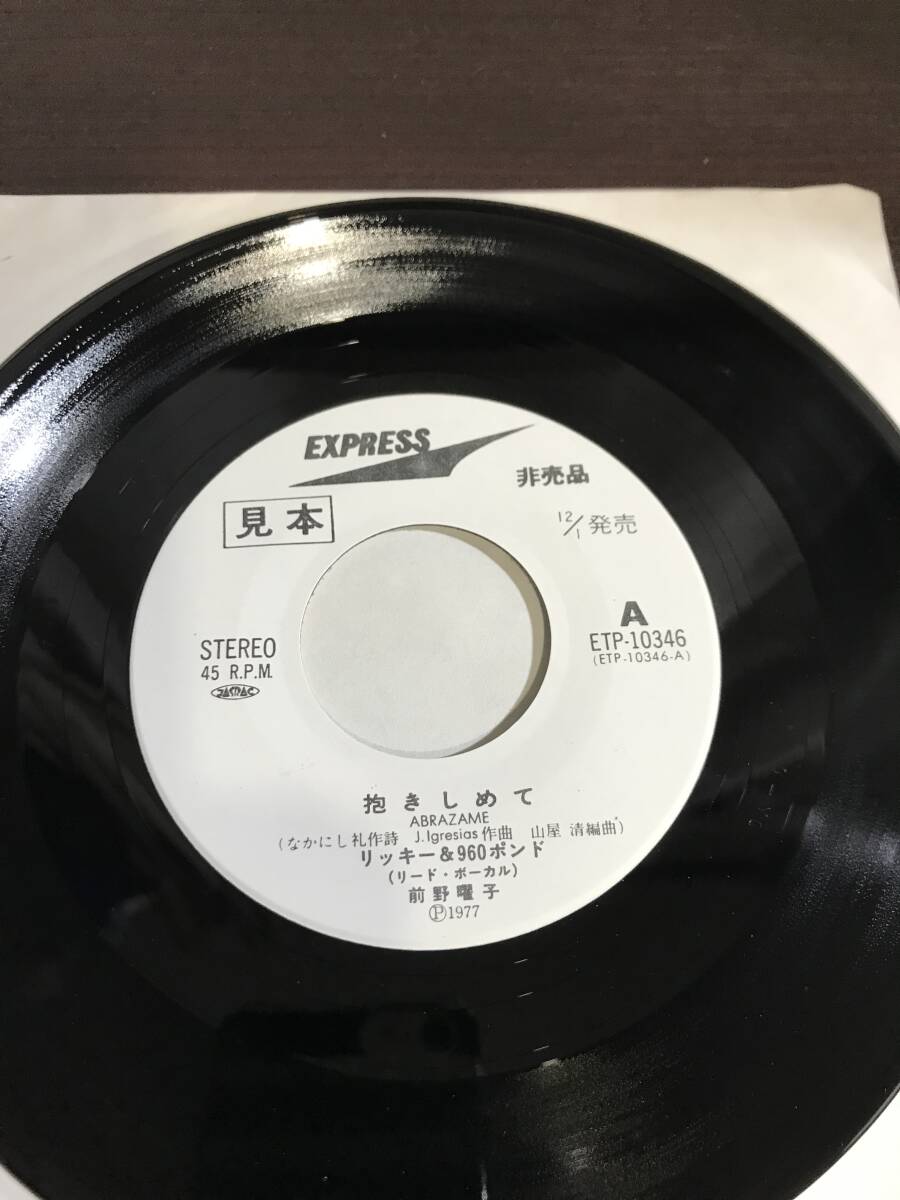 EXPRESS
非売品
見本
12/1発売
A
STEREO
ETP-10346
45 R.P.M.
(ETP-10346-A)
JASRAC
抱きしめて
ABRAZAME
(なかにし礼作詩 J.Igresias作曲 山屋 清編曲)
リッキー&960ポンド
(リード・ボーカル)
前野曜子
Ⓟ1977